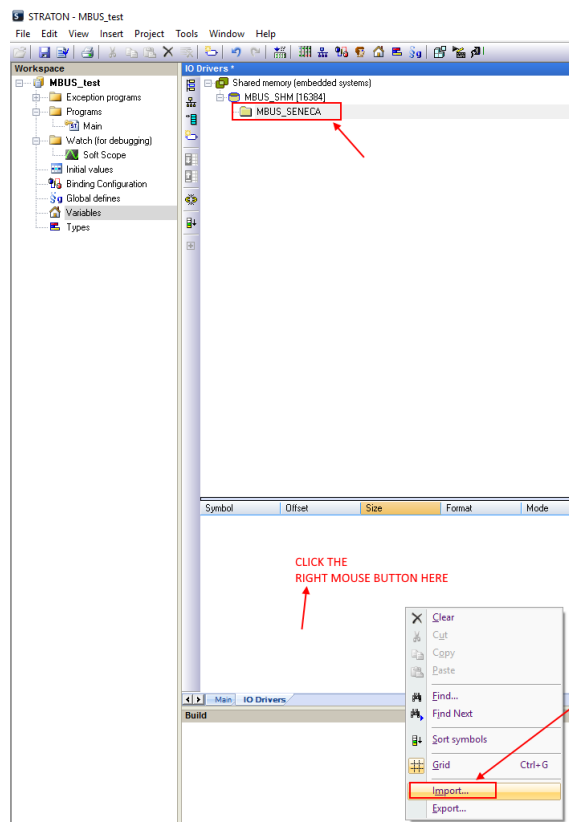 STRATON - MBUS_test
File Edit View Insert Project Tools Window Help
Workspace
MBUS_test
Exception programs
Programs
Main
Watch (for debugging)
Soft Scope
Initial values
Binding Configuration
Global defines
Variables
Types
IO Drivers *
Shared memory (embedded systems)
MBUS_SHM [16384]
MBUS_SENECA
Symbol Offset Size Format Mode
CLICK THE
RIGHT MOUSE BUTTON HERE
Clear
Cut
Copy
Paste
Find...
Find Next
Sort symbols
Grid Ctrl+G
Import...
Export...
Main IO Drivers
Build